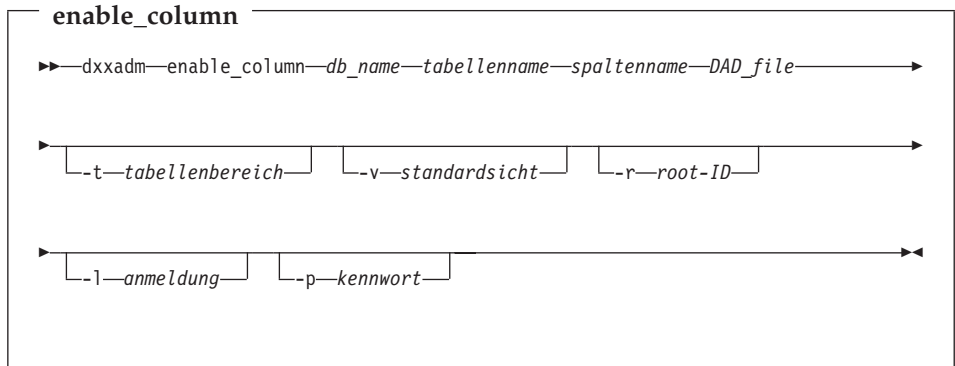 enable_column
dxxadm enable_column db_name tabellenname spaltenname DAD_file
-t tabellenbereich -v standardsicht -r root-ID
-l anmeldung -p kennwort